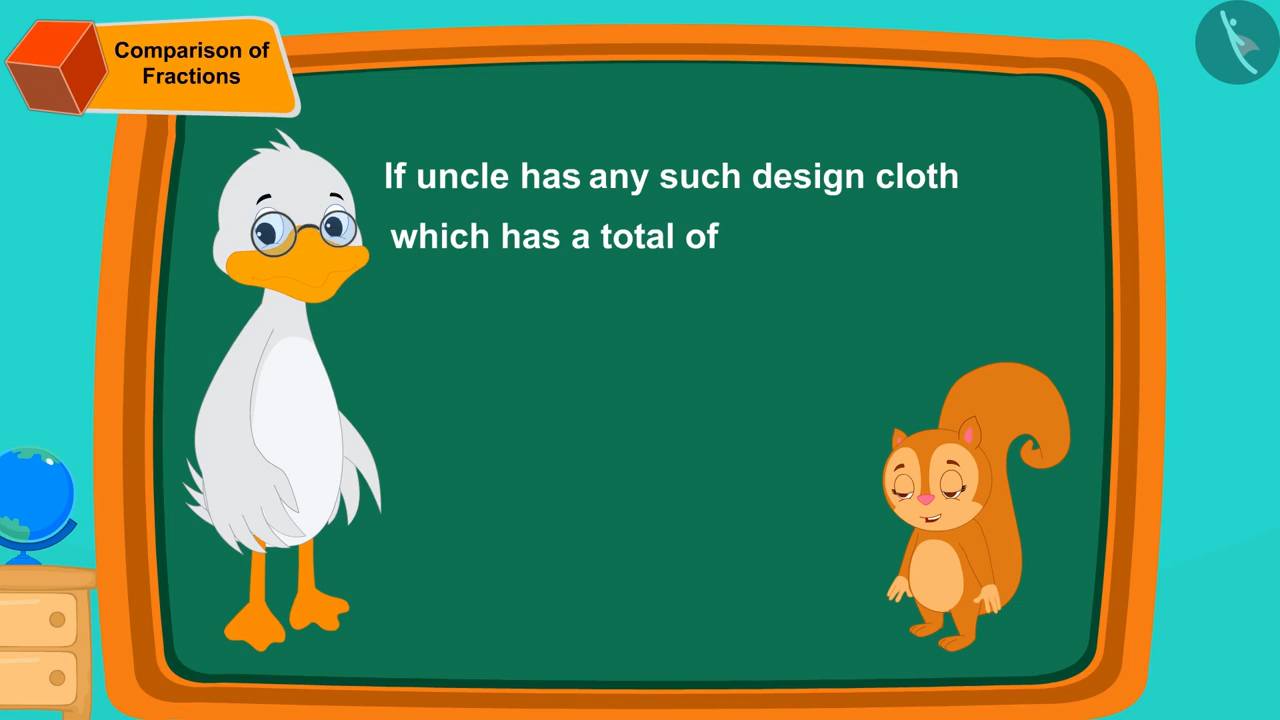 Comparison of
Fractions
If uncle has any such design cloth
which has a total of